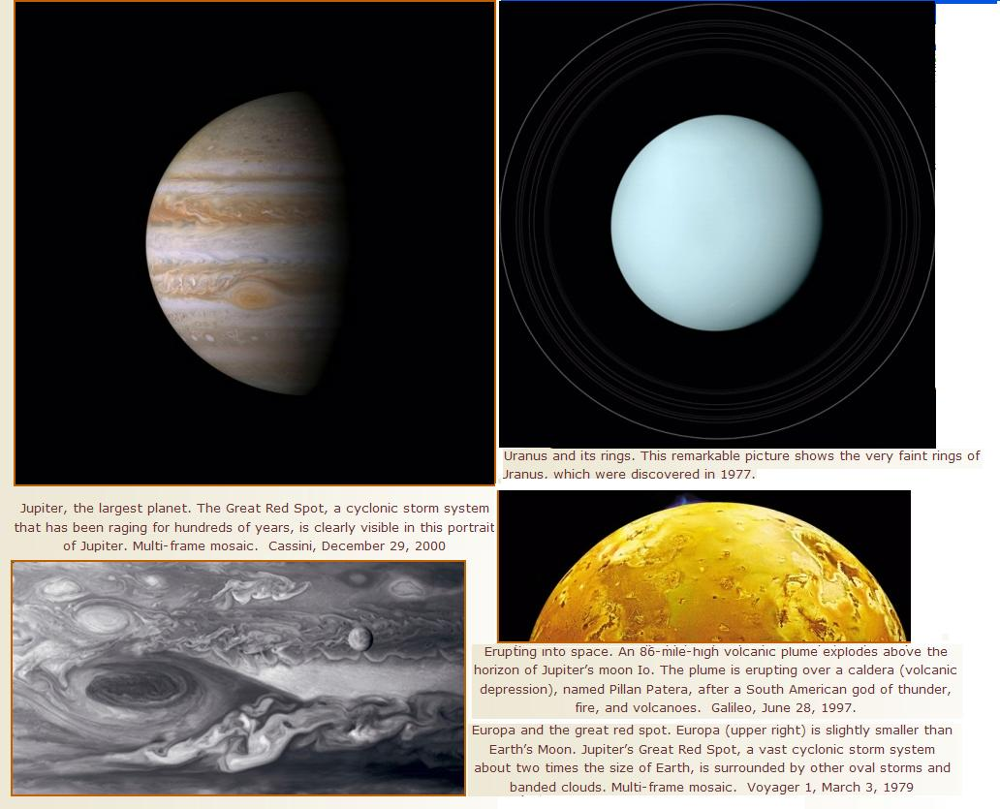 Uranus and its rings. This remarkable picture shows the very faint rings of
Uranus, which were discovered in 1977.
Jupiter, the largest planet. The Great Red Spot, a cyclonic storm system
that has been raging for hundreds of years, is clearly visible in this portrait
of Jupiter. Multi-frame mosaic. Cassini, December 29, 2000
Erupting into space. An 86-mile-high volcanic plume explodes above the
horizon of Jupiter's moon Io. The plume is erupting over a caldera (volcanic
depression), named Pillan Patera, after a South American god of thunder,
fire, and volcanoes. Galileo, June 28, 1997.
Europa and the great red spot. Europa (upper right) is slightly smaller than
Earth's Moon. Jupiter's Great Red Spot, a vast cyclonic storm system
about two times the size of Earth, is surrounded by other oval storms and
banded clouds. Multi-frame mosaic. Voyager 1, March 3, 1979